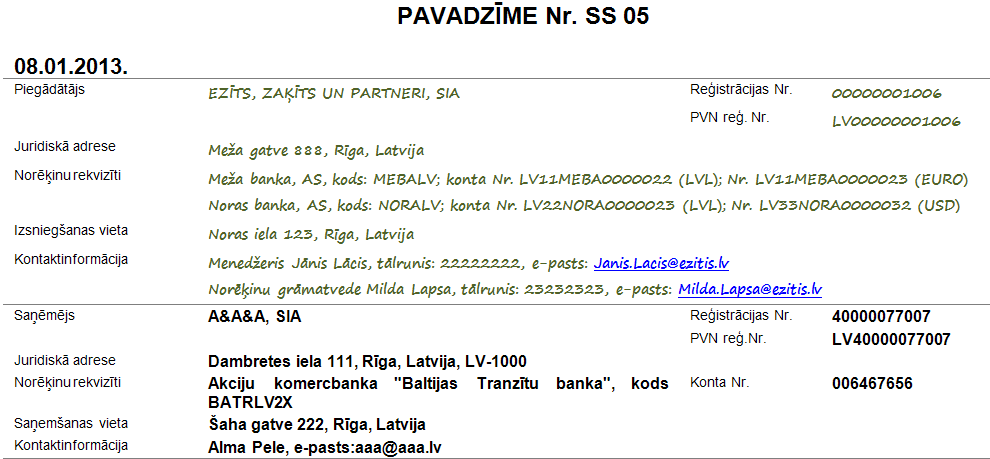 PAVADZĪME Nr. SS 05
08.01.2013.
Piegādātājs EZĪTS, ZAĶĪTS UN PARTNERI, SIA Reģistrācijas Nr. 00000001006
PVN reģ. Nr. LV00000001006
Juridiskā adrese Meža gatve 888, Rīga, Latvija
Norēķinu rekvizīti Meža banka, AS, kods: MEBALV; konta Nr. LV11MEBA0000022 (LVL); Nr. LV11MEBA0000023 (EURO)
Noras banka, AS, kods: NORALV; konta Nr. LV22NORA0000023 (LVL); Nr. LV33NORA0000032 (USD)
Izsniegšanas vieta Noras iela 123, Rīga, Latvija
Kontaktinformācija Menedžeris Jānis Lācis, tālrunis: 22222222, e-pasts: Janis.Lacis@ezitis.lv
Norēķinu grāmatvede Milda Lapsa, tālrunis: 23232323, e-pasts: Milda.Lapsa@ezitis.lv
Saņēmējs A&A&A, SIA Reģistrācijas Nr. 40000077007
PVN reģ.Nr. LV40000077007
Juridiskā adrese Dambretes iela 111, Rīga, Latvija, LV-1000
Norēķinu rekvizīti Akciju komercbanka "Baltijas Tranzītu banka", kods Konta Nr. 006467656
BATRLV2X
Saņemšanas vieta Šaha gatve 222, Rīga, Latvija
Kontaktinformācija Alma Pele, e-pasts:aaa@aaa.lv